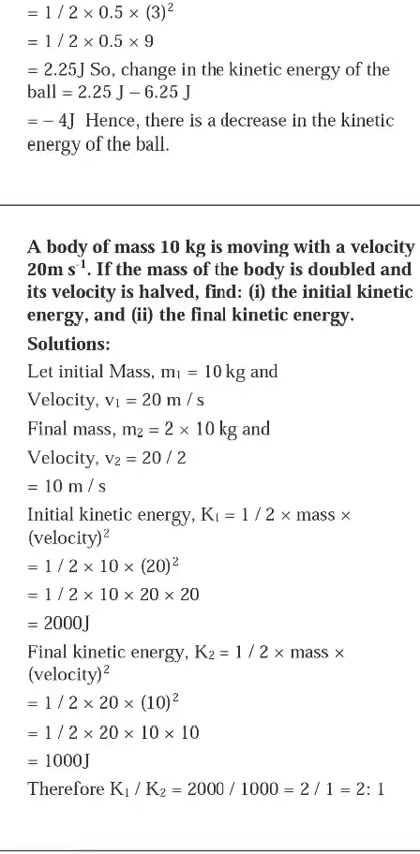 = 1 / 2 × 0.5 × (3)²
= 1 / 2 × 0.5 × 9
= 2.25J So, change in the kinetic energy of the
ball = 2.25 J – 6.25 J
= – 4J  Hence, there is a decrease in the kinetic
energy of the ball.
A body of mass 10 kg is moving with a velocity
20m s⁻¹. If the mass of the body is doubled and
its velocity is halved, find: (i) the initial kinetic
energy, and (ii) the final kinetic energy.
Solutions:
Let initial Mass, m₁ = 10 kg and
Velocity, v₁ = 20 m / s
Final mass, m₂ = 2 × 10 kg and
Velocity, v₂ = 20 / 2
= 10 m / s
Initial kinetic energy, K₁ = 1 / 2 × mass ×
(velocity)²
= 1 / 2 × 10 × (20)²
= 1 / 2 × 10 × 20 × 20
= 2000J
Final kinetic energy, K₂ = 1 / 2 × mass ×
(velocity)²
= 1 / 2 × 20 × (10)²
= 1 / 2 × 20 × 10 × 10
= 1000J
Therefore K₁ / K₂ = 2000 / 1000 = 2 / 1 = 2: 1